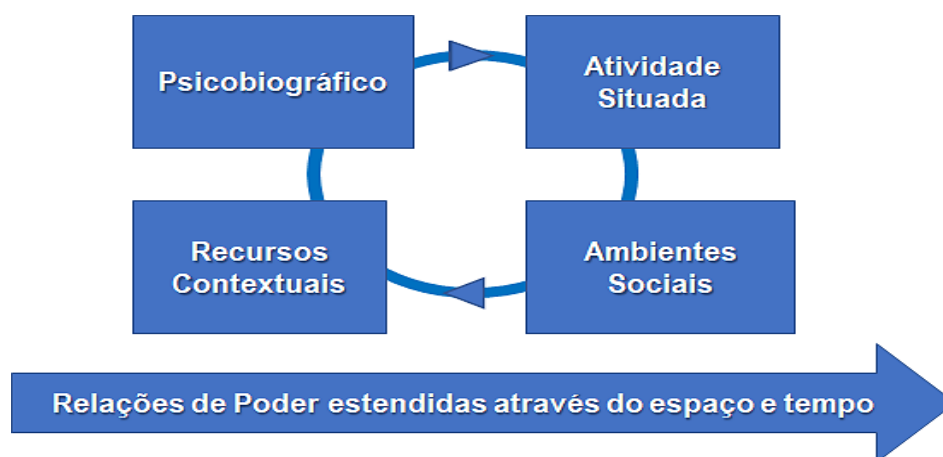 Psicobiográfico
Atividade
Situada
Recursos
Contextuais
Ambientes
Sociais
Relações de Poder estendidas através do espaço e tempo